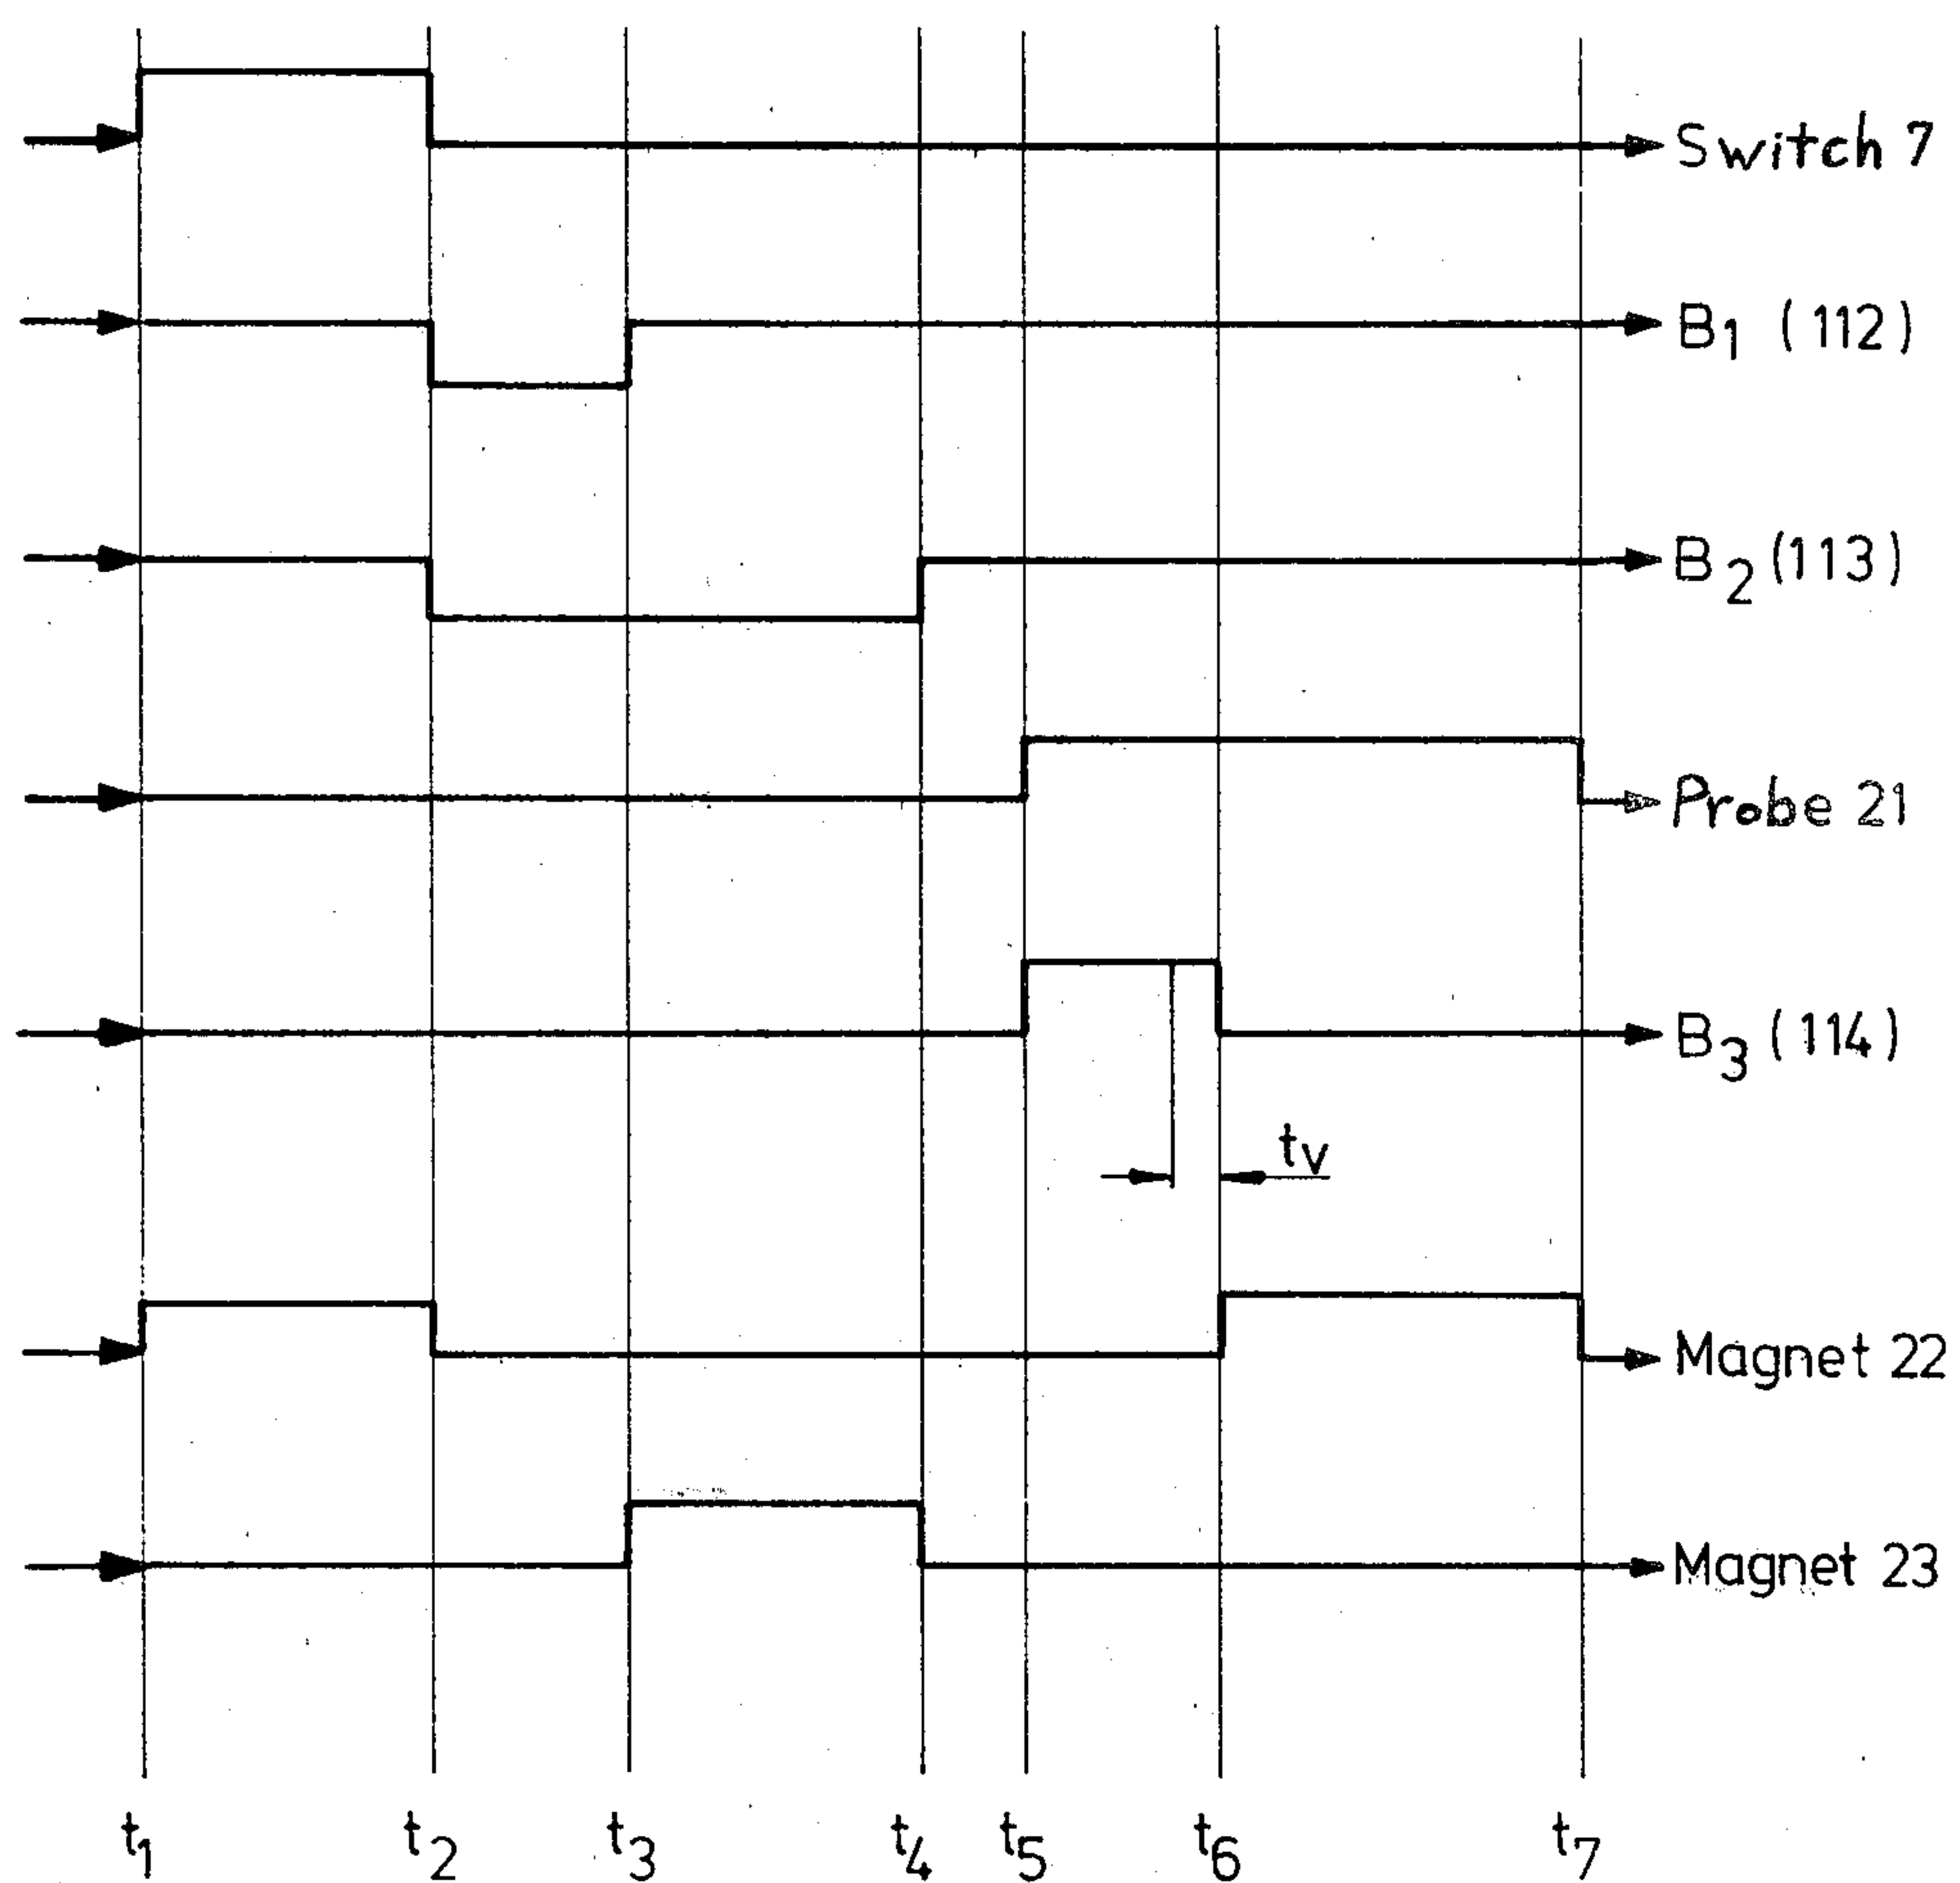 Switch 7
B1 (112)
B2 (113)
Probe 21
B3 (114)
tv
Magnet 22
Magnet 23
t1 t2 t3 t4 t5 t6 t7